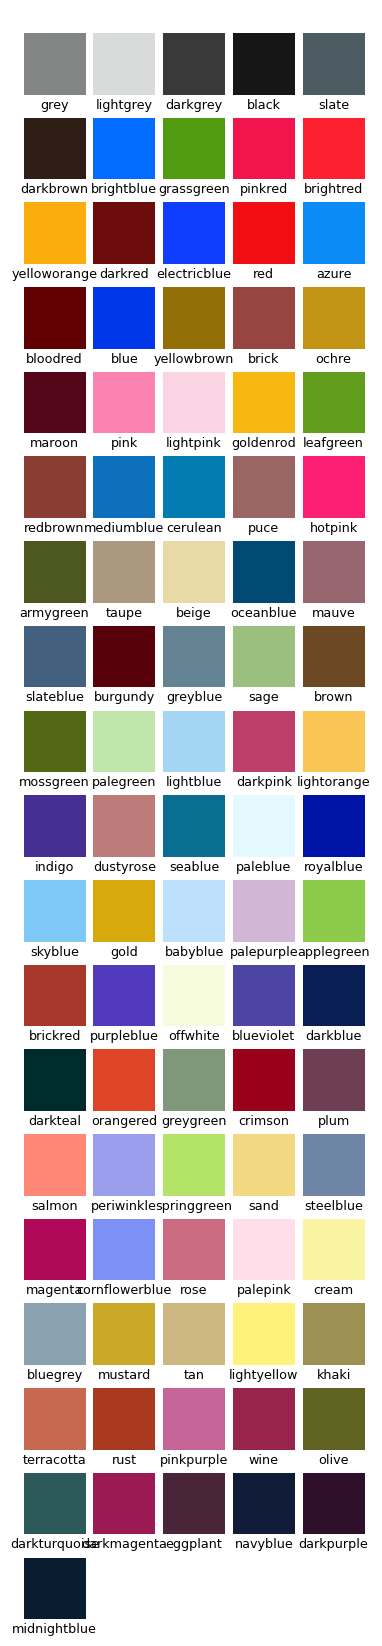 grey lightgrey darkgrey black slate
darkbrown brightblue grassgreen pinkred brightred
yelloworange darkred electricblue red azure
bloodred blue yellowbrown brick ochre
maroon pink lightpink goldenrod leafgreen
redbrown mediumblue cerulean puce hotpink
armygreen taupe beige oceanblue mauve
slateblue burgundy greyblue sage brown
mossgreen palegreen lightblue darkpink lightorange
indigo dustyrose seablue paleblue royalblue
skyblue gold babyblue palepurple applegreen
brickred purpleblue offwhite blueviolet darkblue
darkteal orangered greygreen crimson plum
salmon periwinkle springgreen sand steelblue
magenta cornflowerblue rose palepink cream
bluegrey mustard tan lightyellow khaki
terracotta rust pinkpurple wine olive
darkturquoise darkmagenta eggplant navyblue darkpurple
midnightblue